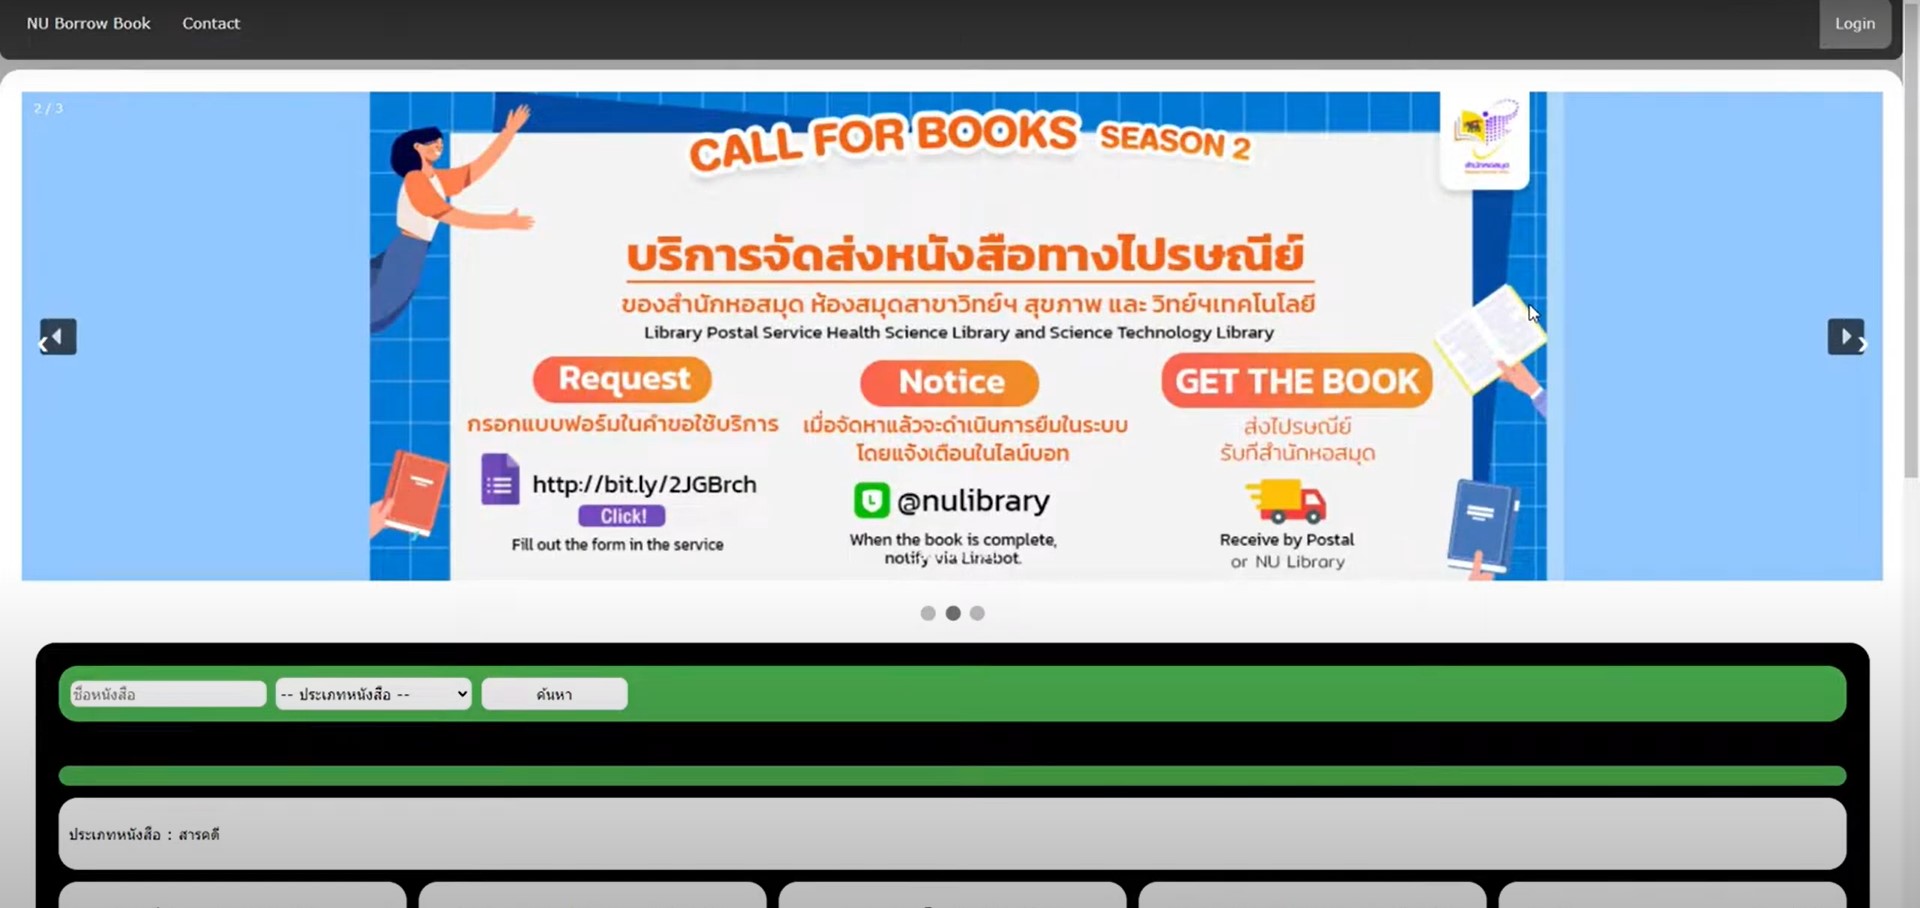 NU Borrow Book
Contact
Login
2 / 3
CALL FOR BOOKS SEASON 2
สำนักหอสมุด
บริการจัดส่งหนังสือทางไปรษณีย์
ของสำนักหอสมุด ห้องสมุดสาขาวิทย์ฯ สุขภาพ และ วิทย์ฯเทคโนโลยี
Library Postal Service Health Science Library and Science Technology Library
Request
กรอกแบบฟอร์มในคำขอใช้บริการ
http://bit.ly/2JGBrch
Click!
Fill out the form in the service
Notice
เมื่อจัดหาแล้วจะดำเนินการยืมในระบบ
โดยแจ้งเตือนในไลน์บอท
@nulibrary
When the book is complete,
notify via Linebot.
GET THE BOOK
ส่งไปรษณีย์
รับที่สำนักหอสมุด
Receive by Postal
or NU Library
ชื่อหนังสือ
-- ประเภทหนังสือ --
ค้นหา
ประเภทหนังสือ : สารคดี